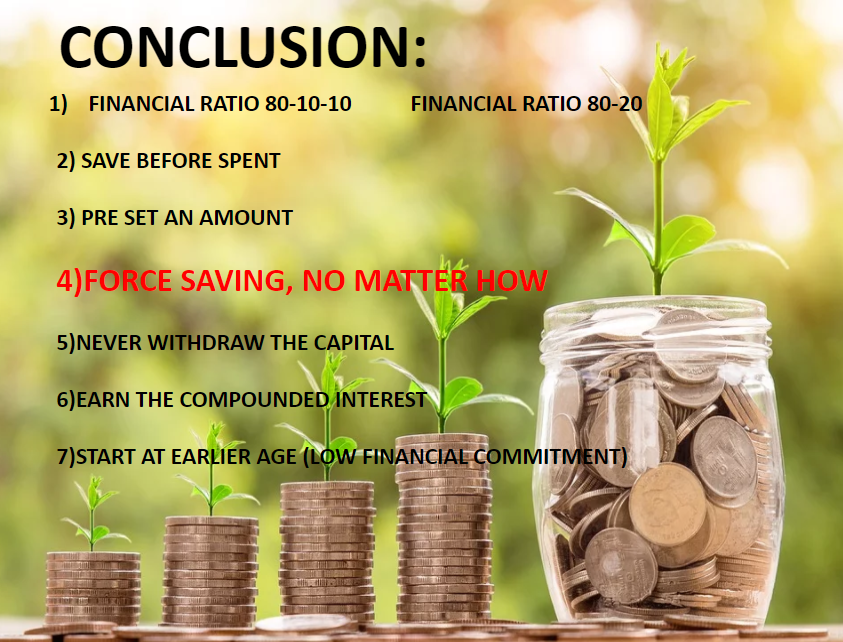 CONCLUSION:
1) FINANCIAL RATIO 80-10-10 FINANCIAL RATIO 80-20
2) SAVE BEFORE SPENT
3) PRE SET AN AMOUNT
4)FORCE SAVING, NO MATTER HOW
5)NEVER WITHDRAW THE CAPITAL
6)EARN THE COMPOUNDED INTEREST
7)START AT EARLIER AGE (LOW FINANCIAL COMMITMENT)